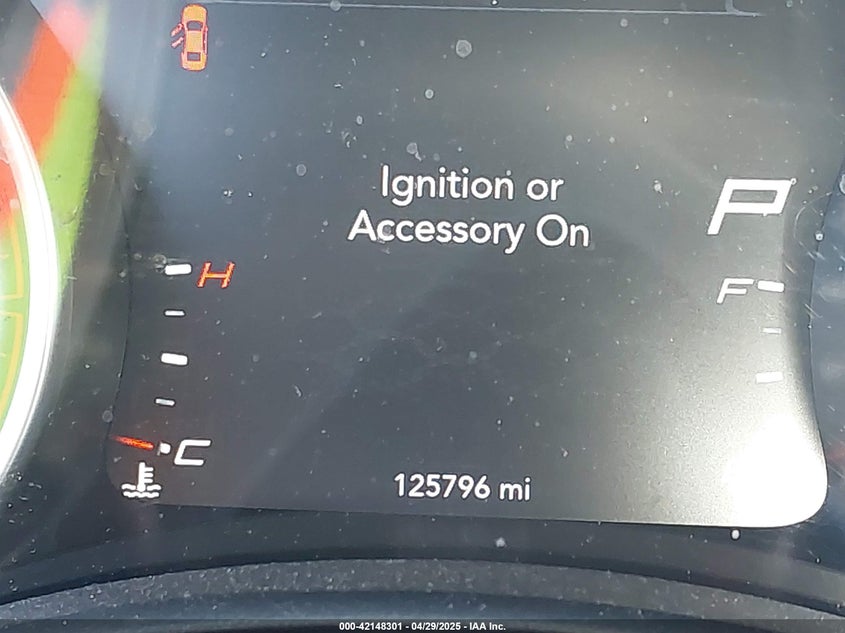 Ignition or
Accessory On
P
H
F
C
125796 mi
000-42148301 - 04/29/2025 - IAA Inc.